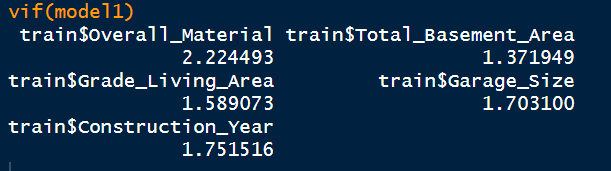 vif(model1)
train$Overall_Material train$Total_Basement_Area
2.224493 1.371949
train$Grade_Living_Area train$Garage_Size
1.589073 1.703100
train$Construction_Year
1.751516